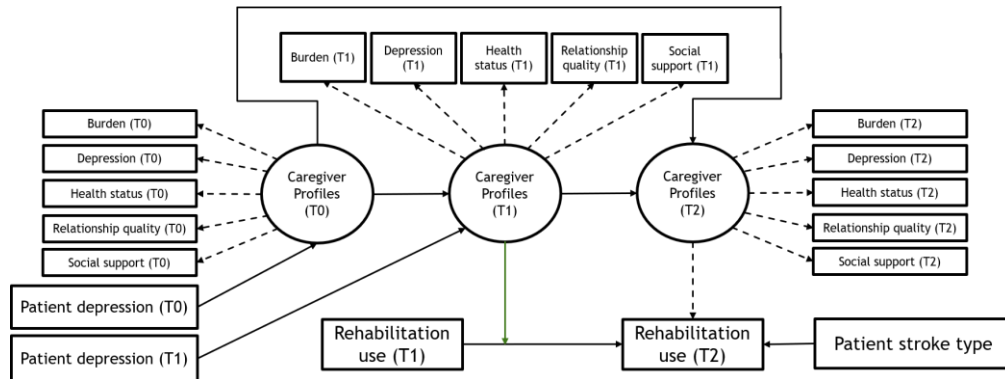 Burden (T1)
Depression
(T1)
Health
status (T1)
Relationship
quality (T1)
Social
support (T1)
Burden (T0)
Depression (T0)
Health status (T0)
Relationship quality (T0)
Social support (T0)
Caregiver
Profiles
(T0)
Caregiver
Profiles
(T1)
Caregiver
Profiles
(T2)
Burden (T2)
Depression (T2)
Health status (T2)
Relationship quality (T2)
Social support (T2)
Patient depression (T0)
Patient depression (T1)
Rehabilitation
use (T1)
Rehabilitation
use (T2)
Patient stroke type